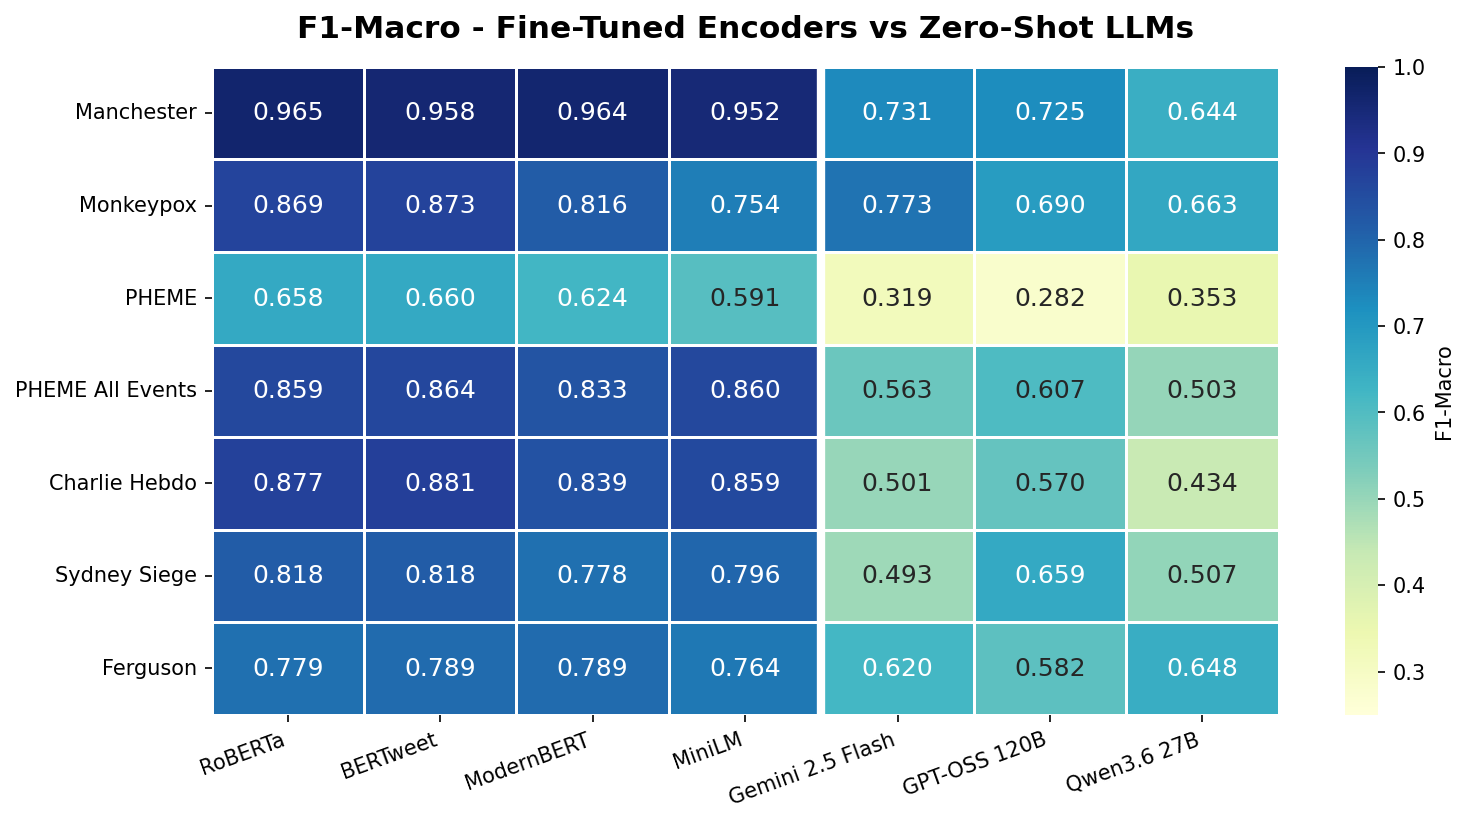 F1-Macro - Fine-Tuned Encoders vs Zero-Shot LLMs
Manchester 0.965 0.958 0.964 0.952 0.731 0.725 0.644
Monkeypox 0.869 0.873 0.816 0.754 0.773 0.690 0.663
PHEME 0.658 0.660 0.624 0.591 0.319 0.282 0.353
PHEME All Events 0.859 0.864 0.833 0.860 0.563 0.607 0.503
Charlie Hebdo 0.877 0.881 0.839 0.859 0.501 0.570 0.434
Sydney Siege 0.818 0.818 0.778 0.796 0.493 0.659 0.507
Ferguson 0.779 0.789 0.789 0.764 0.620 0.582 0.648
RoBERTa BERTweet ModernBERT MiniLM Gemini 2.5 Flash GPT-OSS 120B Qwen3.6 27B
1.0
0.9
0.8
0.7
0.6
0.5
0.4
0.3
F1-Macro